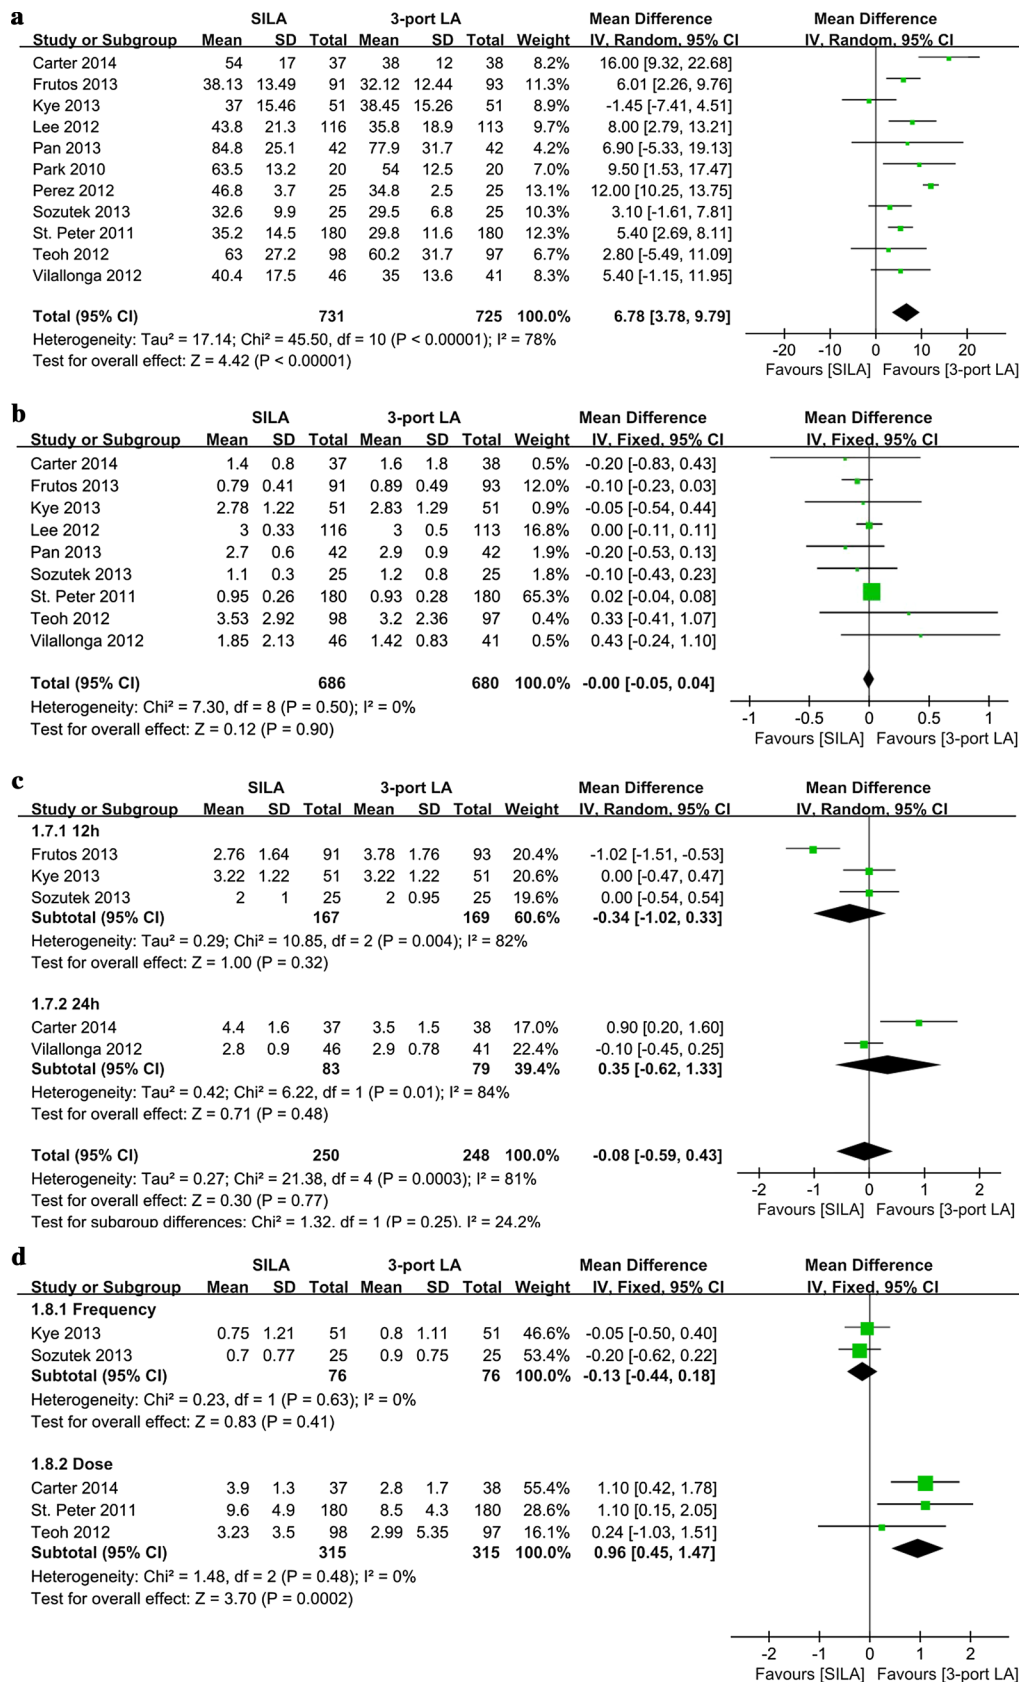 a
SILA 3-port LA Mean Difference Mean Difference
Study or Subgroup Mean SD Total Mean SD Total Weight IV, Random, 95% CI IV, Random, 95% CI
Carter 2014 54 17 37 38 12 38 8.2% 16.00 [9.32, 22.68]
Frutos 2013 38.13 13.49 91 32.12 12.44 93 11.3% 6.01 [2.26, 9.76]
Kye 2013 37 15.46 51 38.45 15.26 51 8.9% -1.45 [-7.41, 4.51]
Lee 2012 43.8 21.3 116 35.8 18.9 113 9.7% 8.00 [2.79, 13.21]
Pan 2013 84.8 25.1 42 77.9 31.7 42 4.2% 6.90 [-5.33, 19.13]
Park 2010 63.5 13.2 20 54 12.5 20 7.0% 9.50 [1.53, 17.47]
Perez 2012 46.8 3.7 25 34.8 2.5 25 13.1% 12.00 [10.25, 13.75]
Sozutek 2013 32.6 9.9 25 29.5 6.8 25 10.3% 3.10 [-1.61, 7.81]
St. Peter 2011 35.2 14.5 180 29.8 11.6 180 12.3% 5.40 [2.69, 8.11]
Teoh 2012 63 27.2 98 60.2 31.7 97 6.7% 2.80 [-5.49, 11.09]
Vilallonga 2012 40.4 17.5 46 35 13.6 41 8.3% 5.40 [-1.15, 11.95]
Total (95% CI) 731 725 100.0% 6.78 [3.78, 9.79]
Heterogeneity: Tau² = 17.14; Chi² = 45.50, df = 10 (P < 0.00001); I² = 78%
Test for overall effect: Z = 4.42 (P < 0.00001)
-20 -10 0 10 20
Favours [SILA] Favours [3-port LA]
b
SILA 3-port LA Mean Difference Mean Difference
Study or Subgroup Mean SD Total Mean SD Total Weight IV, Fixed, 95% CI IV, Fixed, 95% CI
Carter 2014 1.4 0.8 37 1.6 1.8 38 0.5% -0.20 [-0.83, 0.43]
Frutos 2013 0.79 0.41 91 0.89 0.49 93 12.0% -0.10 [-0.23, 0.03]
Kye 2013 2.78 1.22 51 2.83 1.29 51 0.9% -0.05 [-0.54, 0.44]
Lee 2012 3 0.33 116 3 0.5 113 16.8% 0.00 [-0.11, 0.11]
Pan 2013 2.7 0.6 42 2.9 0.9 42 1.9% -0.20 [-0.53, 0.13]
Sozutek 2013 1.1 0.3 25 1.2 0.8 25 1.8% -0.10 [-0.43, 0.23]
St. Peter 2011 0.95 0.26 180 0.93 0.28 180 65.3% 0.02 [-0.04, 0.08]
Teoh 2012 3.53 2.92 98 3.2 2.36 97 0.4% 0.33 [-0.41, 1.07]
Vilallonga 2012 1.85 2.13 46 1.42 0.83 41 0.5% 0.43 [-0.24, 1.10]
Total (95% CI) 686 680 100.0% -0.00 [-0.05, 0.04]
Heterogeneity: Chi² = 7.30, df = 8 (P = 0.50); I² = 0%
Test for overall effect: Z = 0.12 (P = 0.90)
-1 -0.5 0 0.5 1
Favours [SILA] Favours [3-port LA]
c
SILA 3-port LA Mean Difference Mean Difference
Study or Subgroup Mean SD Total Mean SD Total Weight IV, Random, 95% CI IV, Random, 95% CI
1.7.1 12h
Frutos 2013 2.76 1.64 91 3.78 1.76 93 20.4% -1.02 [-1.51, -0.53]
Kye 2013 3.22 1.22 51 3.22 1.22 51 20.6% 0.00 [-0.47, 0.47]
Sozutek 2013 2 1 25 2 0.95 25 19.6% 0.00 [-0.54, 0.54]
Subtotal (95% CI) 167 169 60.6% -0.34 [-1.02, 0.33]
Heterogeneity: Tau² = 0.29; Chi² = 10.85, df = 2 (P = 0.004); I² = 82%
Test for overall effect: Z = 1.00 (P = 0.32)
1.7.2 24h
Carter 2014 4.4 1.6 37 3.5 1.5 38 17.0% 0.90 [0.20, 1.60]
Vilallonga 2012 2.8 0.9 46 2.9 0.78 41 22.4% -0.10 [-0.45, 0.25]
Subtotal (95% CI) 83 79 39.4% 0.35 [-0.62, 1.33]
Heterogeneity: Tau² = 0.42; Chi² = 6.22, df = 1 (P = 0.01); I² = 84%
Test for overall effect: Z = 0.71 (P = 0.48)
Total (95% CI) 250 248 100.0% -0.08 [-0.59, 0.43]
Heterogeneity: Tau² = 0.27; Chi² = 21.38, df = 4 (P = 0.0003); I² = 81%
Test for overall effect: Z = 0.30 (P = 0.77)
Test for subgroup differences: Chi² = 1.32, df = 1 (P = 0.25), I² = 24.2%
-2 -1 0 1 2
Favours [SILA] Favours [3-port LA]
d
SILA 3-port LA Mean Difference Mean Difference
Study or Subgroup Mean SD Total Mean SD Total Weight IV, Fixed, 95% CI IV, Fixed, 95% CI
1.8.1 Frequency
Kye 2013 0.75 1.21 51 0.8 1.11 51 46.6% -0.05 [-0.50, 0.40]
Sozutek 2013 0.7 0.77 25 0.9 0.75 25 53.4% -0.20 [-0.62, 0.22]
Subtotal (95% CI) 76 76 100.0% -0.13 [-0.44, 0.18]
Heterogeneity: Chi² = 0.23, df = 1 (P = 0.63); I² = 0%
Test for overall effect: Z = 0.83 (P = 0.41)
1.8.2 Dose
Carter 2014 3.9 1.3 37 2.8 1.7 38 55.4% 1.10 [0.42, 1.78]
St. Peter 2011 9.6 4.9 180 8.5 4.3 180 28.6% 1.10 [0.15, 2.05]
Teoh 2012 3.23 3.5 98 2.99 5.35 97 16.1% 0.24 [-1.03, 1.51]
Subtotal (95% CI) 315 315 100.0% 0.96 [0.45, 1.47]
Heterogeneity: Chi² = 1.48, df = 2 (P = 0.48); I² = 0%
Test for overall effect: Z = 3.70 (P = 0.0002)
-2 -1 0 1 2
Favours [SILA] Favours [3-port LA]